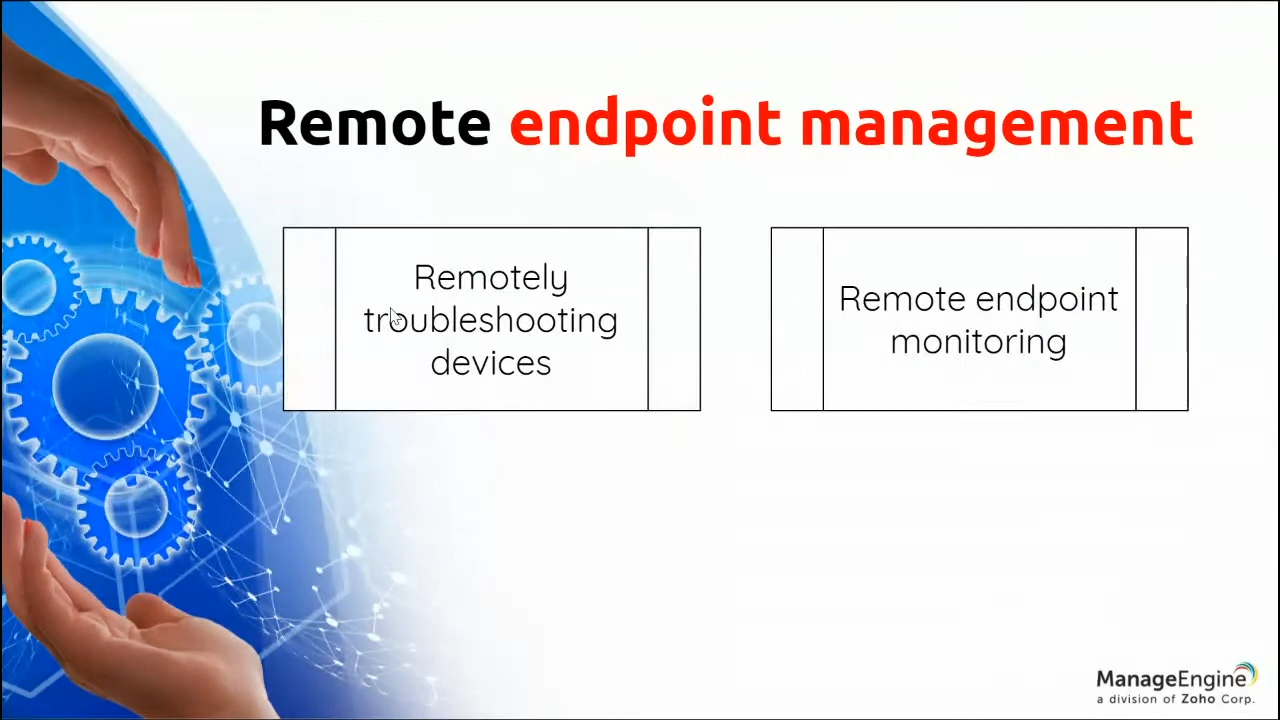 Remote endpoint management
Remotely
troubleshooting
devices
Remote endpoint
monitoring
ManageEngine
a division of Zoho Corp.